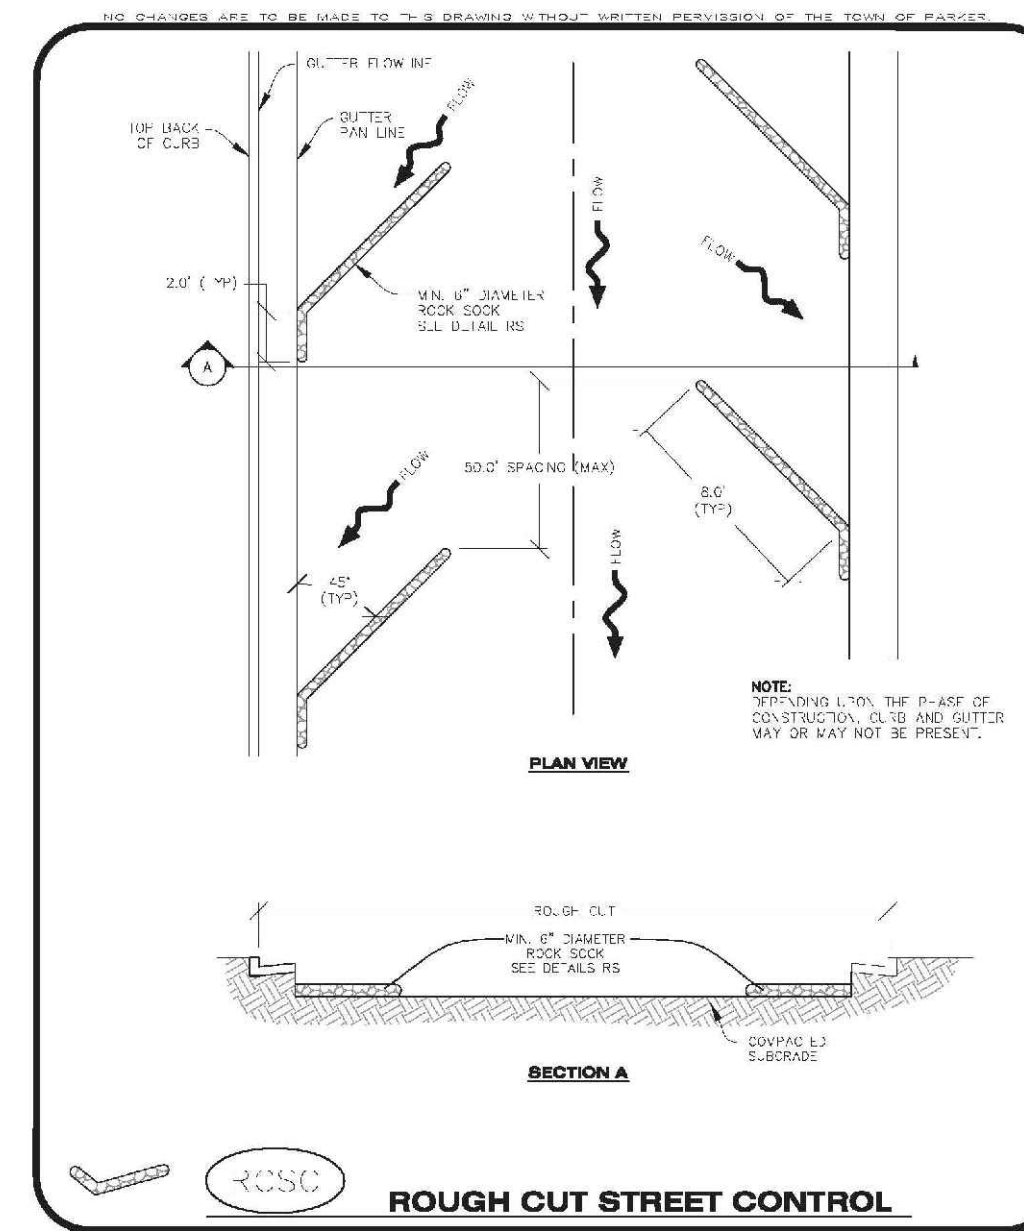 NO CHANGES ARE TO BE MADE TO THIS DRAWING WITHOUT WRITTEN PERMISSION OF THE TOWN OF PARKER.
GUTTER FLOWLINE
TOP BACK
OF CURB
GUTTER
PAN LINE
FLOW
FLOW
FLOW
2.0' (TYP)
MIN. 6" DIAMETER
ROCK SOCK
SEE DETAIL RS
A
50.0' SPACING (MAX)
FLOW
8.0'
(TYP)
FLOW
45°
(TYP)
NOTE:
DEPENDING UPON THE PHASE OF
CONSTRUCTION, CURB AND GUTTER
MAY OR MAY NOT BE PRESENT.
PLAN VIEW
ROUGH CUT
MIN. 6" DIAMETER
ROCK SOCK
SEE DETAILS RS
COMPACTED
SUBGRADE
SECTION A
RCSC
ROUGH CUT STREET CONTROL